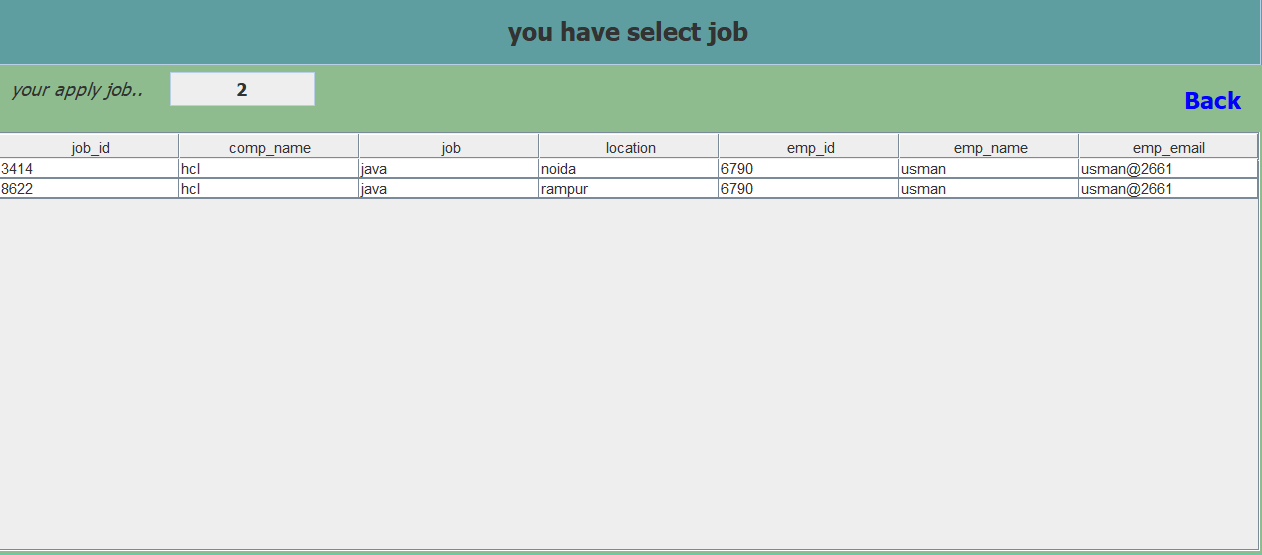 you have select job
your apply job.. 2
Back
job_id comp_name job location emp_id emp_name emp_email
3414 hcl java noida 6790 usman usman@2661
8622 hcl java rampur 6790 usman usman@2661